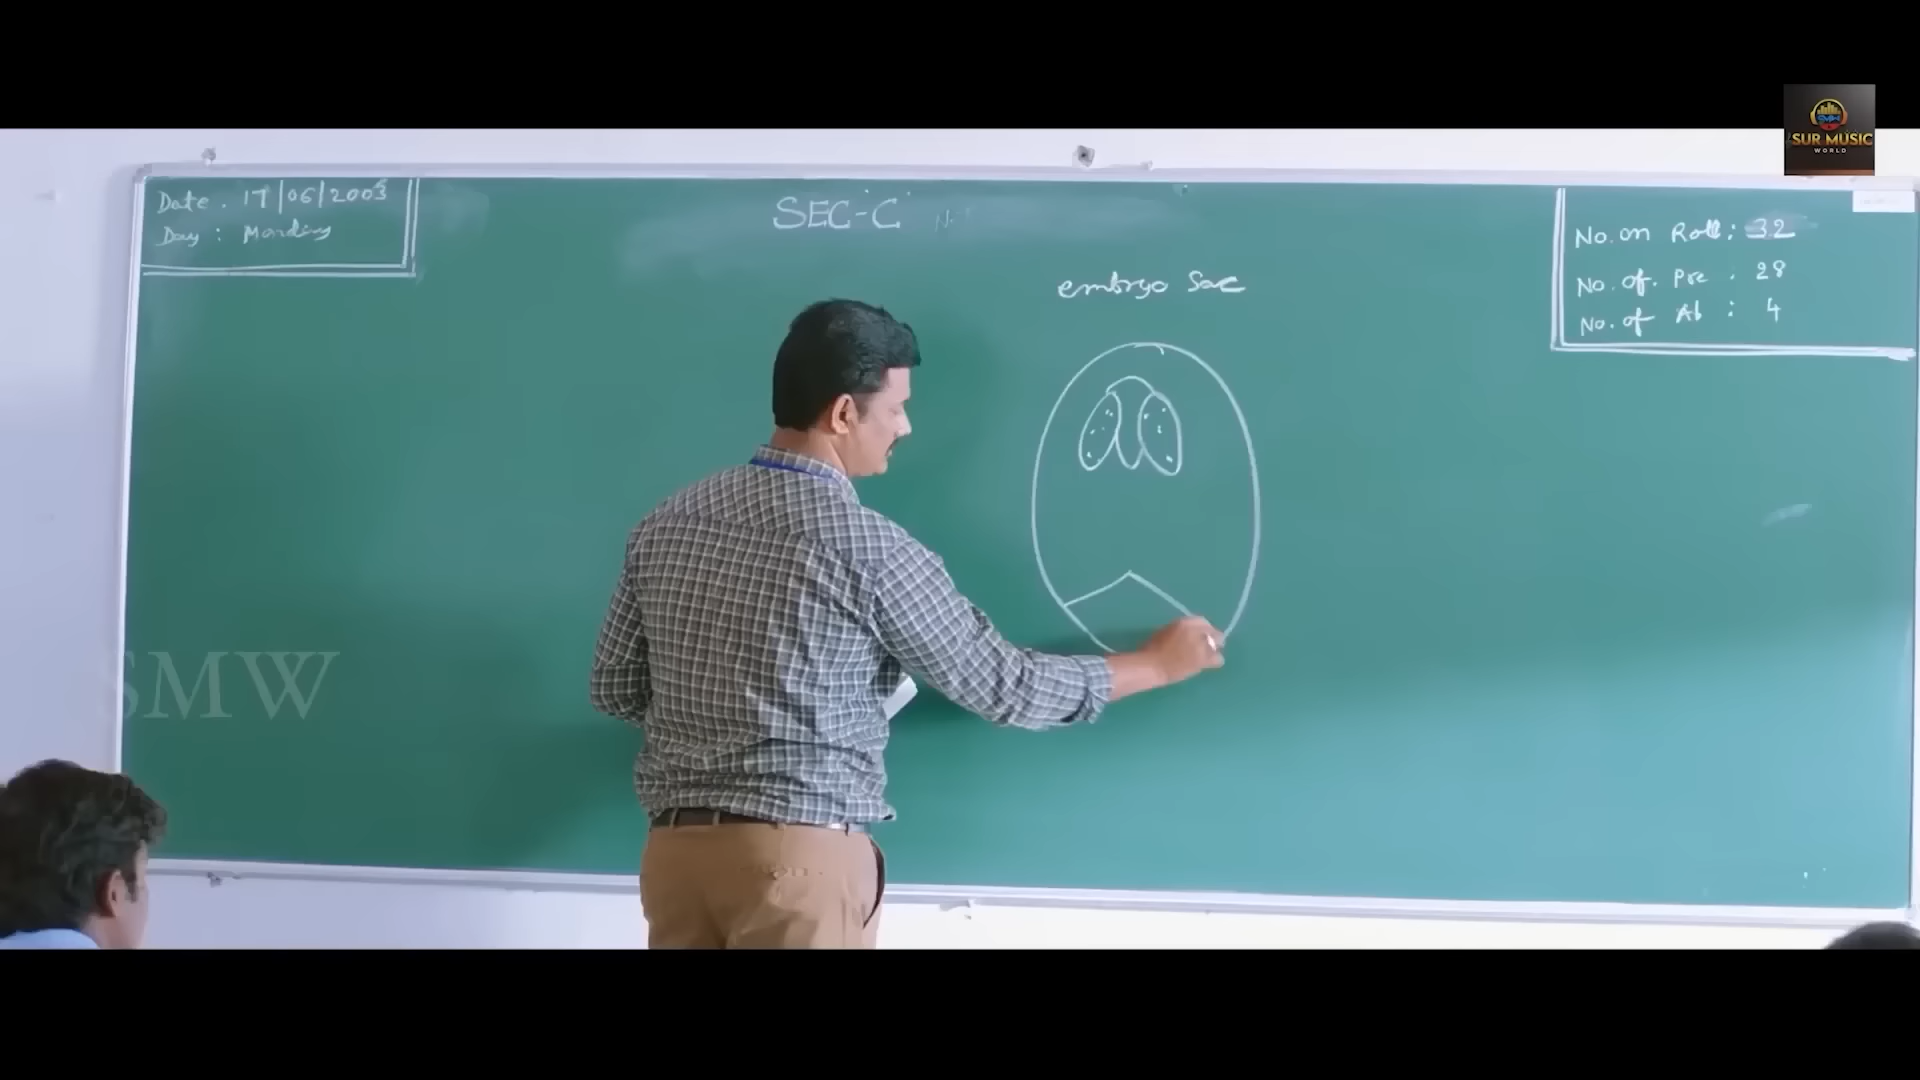 SUR MUSIC
WORLD
Date . 17/06/2003
Day : Monday
SEC-C
No. on Roll : 32
No. of. Pre . 28
No. of Ab : 4
embryo Sac
SMW